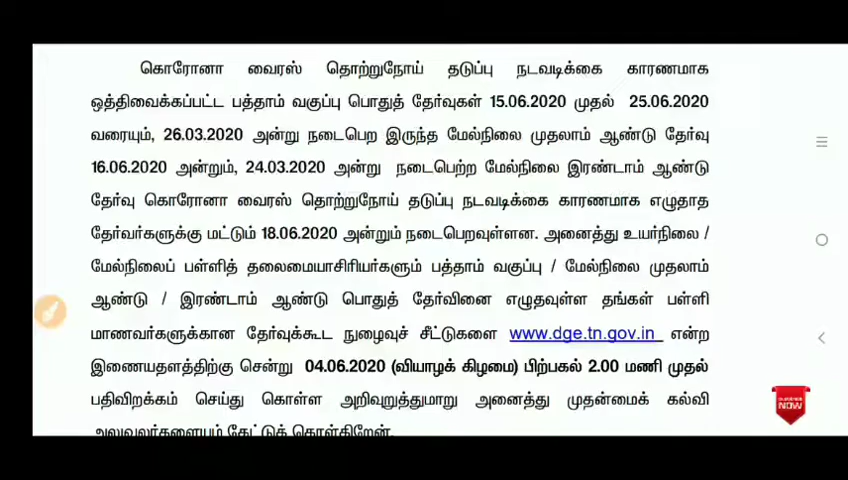 கொரோனா வைரஸ் தொற்றுநோய் தடுப்பு நடவடிக்கை காரணமாக
ஒத்திவைக்கப்பட்ட பத்தாம் வகுப்பு பொதுத் தேர்வுகள் 15.06.2020 முதல் 25.06.2020
வரையும், 26.03.2020 அன்று நடைபெற இருந்த மேல்நிலை முதலாம் ஆண்டு தேர்வு
16.06.2020 அன்றும், 24.03.2020 அன்று நடைபெற்ற மேல்நிலை இரண்டாம் ஆண்டு
தேர்வு கொரோனா வைரஸ் தொற்றுநோய் தடுப்பு நடவடிக்கை காரணமாக எழுதாத
தேர்வர்களுக்கு மட்டும் 18.06.2020 அன்றும் நடைபெறவுள்ளன. அனைத்து உயர்நிலை /
மேல்நிலைப் பள்ளித் தலைமையாசிரியர்களும் பத்தாம் வகுப்பு / மேல்நிலை முதலாம்
ஆண்டு / இரண்டாம் ஆண்டு பொதுத் தேர்வினை எழுதவுள்ள தங்கள் பள்ளி
மாணவர்களுக்கான தேர்வுக்கூட நுழைவுச் சீட்டுகளை www.dge.tn.gov.in என்ற
இணையதளத்திற்கு சென்று 04.06.2020 (வியாழக் கிழமை) பிற்பகல் 2.00 மணி முதல்
பதிவிறக்கம் செய்து கொள்ள அறிவுறுத்துமாறு அனைத்து முதன்மைக் கல்வி
அலுவலர்களையும் கேட்டுக் கொள்கிறேன்.
NOW